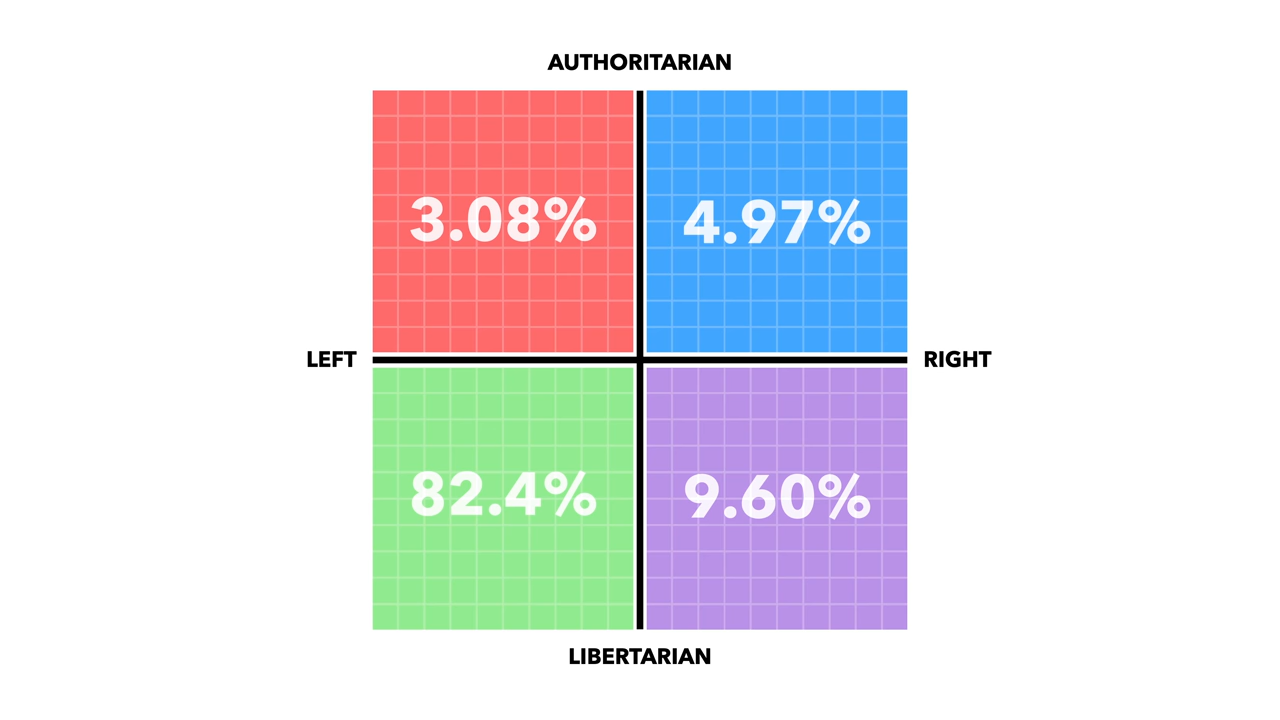 AUTHORITARIAN
3.08%
4.97%
LEFT
RIGHT
82.4%
9.60%
LIBERTARIAN